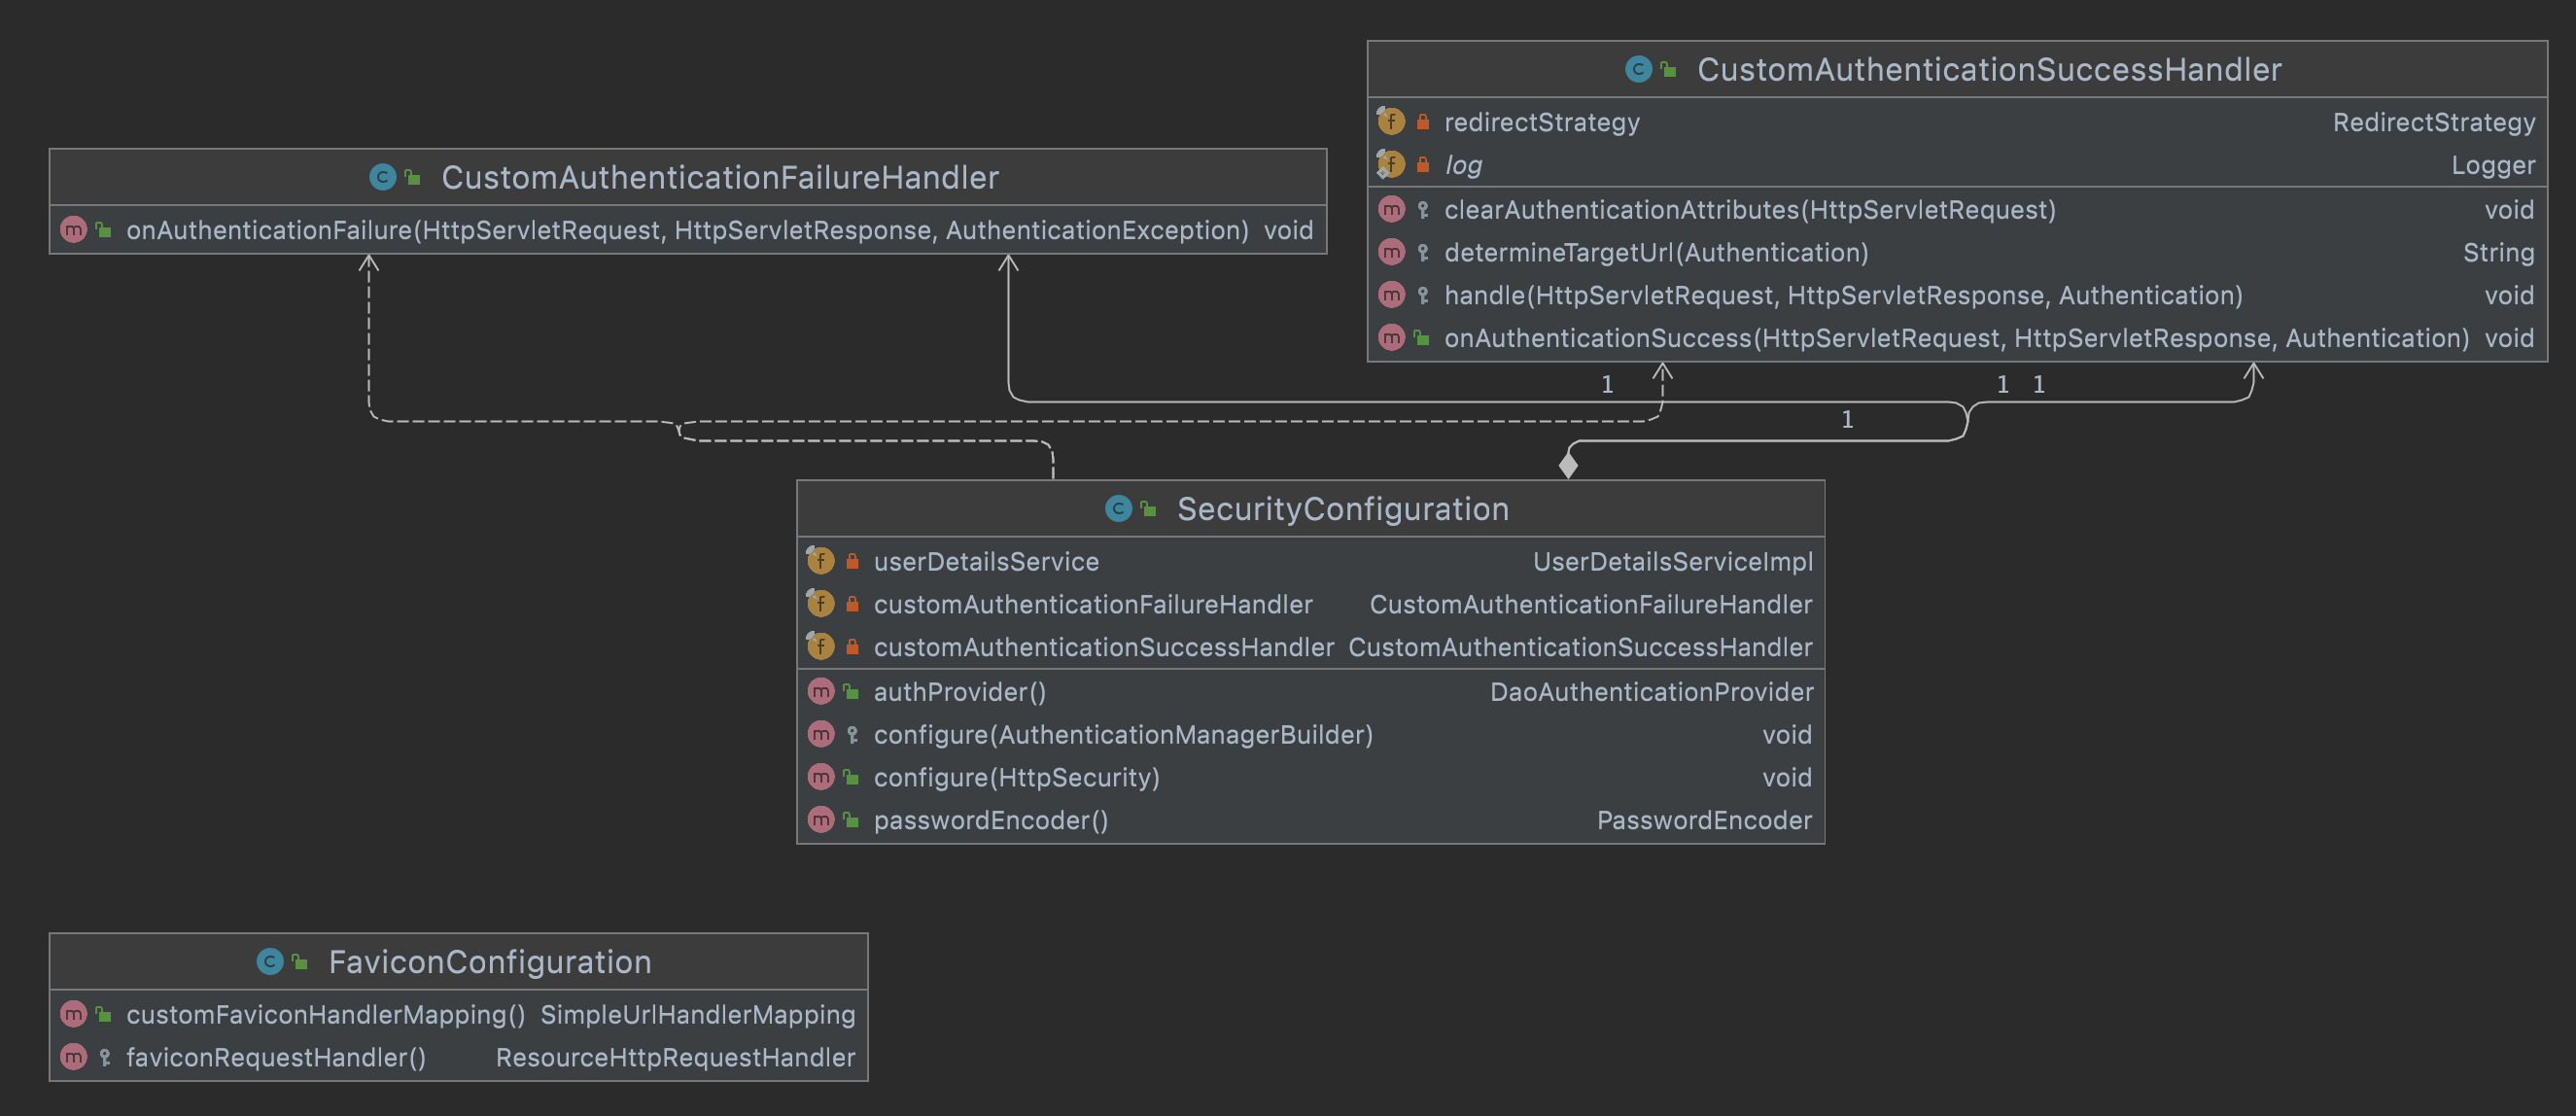 CustomAuthenticationSuccessHandler
redirectStrategy RedirectStrategy
log Logger
clearAuthenticationAttributes(HttpServletRequest) void
determineTargetUrl(Authentication) String
handle(HttpServletRequest, HttpServletResponse, Authentication) void
onAuthenticationSuccess(HttpServletRequest, HttpServletResponse, Authentication) void
CustomAuthenticationFailureHandler
onAuthenticationFailure(HttpServletRequest, HttpServletResponse, AuthenticationException) void
1 1 1
1
SecurityConfiguration
userDetailsService UserDetailsServiceImpl
customAuthenticationFailureHandler CustomAuthenticationFailureHandler
customAuthenticationSuccessHandler CustomAuthenticationSuccessHandler
authProvider() DaoAuthenticationProvider
configure(AuthenticationManagerBuilder) void
configure(HttpSecurity) void
passwordEncoder() PasswordEncoder
FaviconConfiguration
customFaviconHandlerMapping() SimpleUrlHandlerMapping
faviconRequestHandler() ResourceHttpRequestHandler